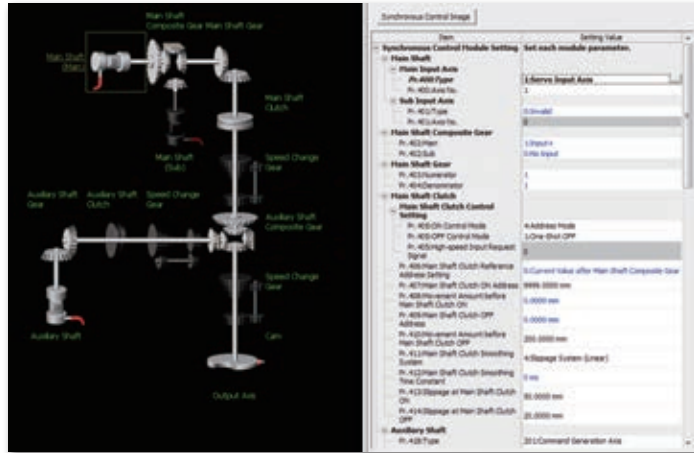 Main Shaft
Composite Gear Main Shaft Gear
Main Shaft
(Main)
Main Shaft
Clutch
Main Shaft
(Sub)
Speed Change
Gear
Auxiliary Shaft
Gear
Auxiliary Shaft
Clutch
Speed Change
Gear
Auxiliary Shaft
Composite Gear
Speed Change
Gear
Auxiliary Shaft
Cam
Output Axis
Synchronous Control Image
Item Setting Value
Synchronous Control Module Setting Set each module parameter.
Main Shaft
Main Input Axis
Pr.400:Type 1:Servo Input Axis
Pr.400:Axis No. 1
Sub Input Axis
Pr.401:Type 0:Invalid
Pr.401:Axis No. 0
Main Shaft Composite Gear
Pr.402:Main 1:Input+
Pr.402:Sub 0:No Input
Main Shaft Gear
Pr.403:Numerator 1
Pr.404:Denominator 1
Main Shaft Clutch
Main Shaft Clutch Control
Setting
Pr.405:ON Control Mode 4:Address Mode
Pr.405:OFF Control Mode 1:One-Shot OFF
Pr.405:High-speed Input Request
Signal
Pr.406:Main Shaft Clutch Reference
Address Setting 0:Current Value after Main Shaft Composite Gear
Pr.407:Main Shaft Clutch ON Address 9999.0000 mm
Pr.408:Movement Amount before
Main Shaft Clutch ON 0.0000 mm
Pr.409:Main Shaft Clutch OFF
Address 0.0000 mm
Pr.410:Movement Amount before
Main Shaft Clutch OFF 200.0000 mm
Pr.411:Main Shaft Clutch Smoothing
System 4:Slippage System (Linear)
Pr.412:Main Shaft Clutch Smoothing
Time Constant 0 ms
Pr.413:Slippage at Main Shaft Clutch
ON 50.0000 mm
Pr.414:Slippage at Main Shaft Clutch
OFF 20.0000 mm
Auxiliary Shaft
Pr.418:Type 201:Command Generation Axis